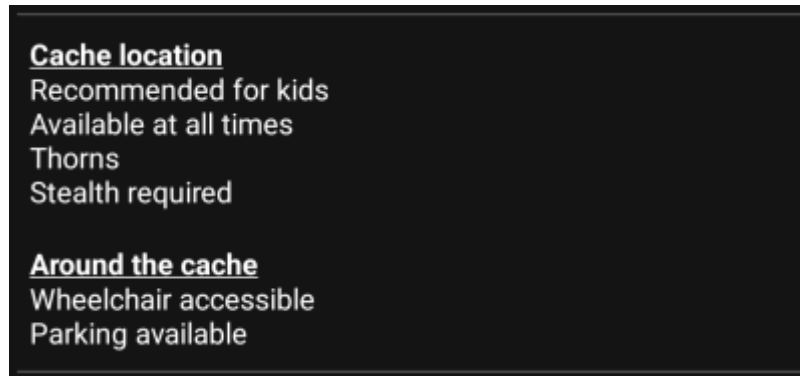 Cache location
Recommended for kids
Available at all times
Thorns
Stealth required
Around the cache
Wheelchair accessible
Parking available